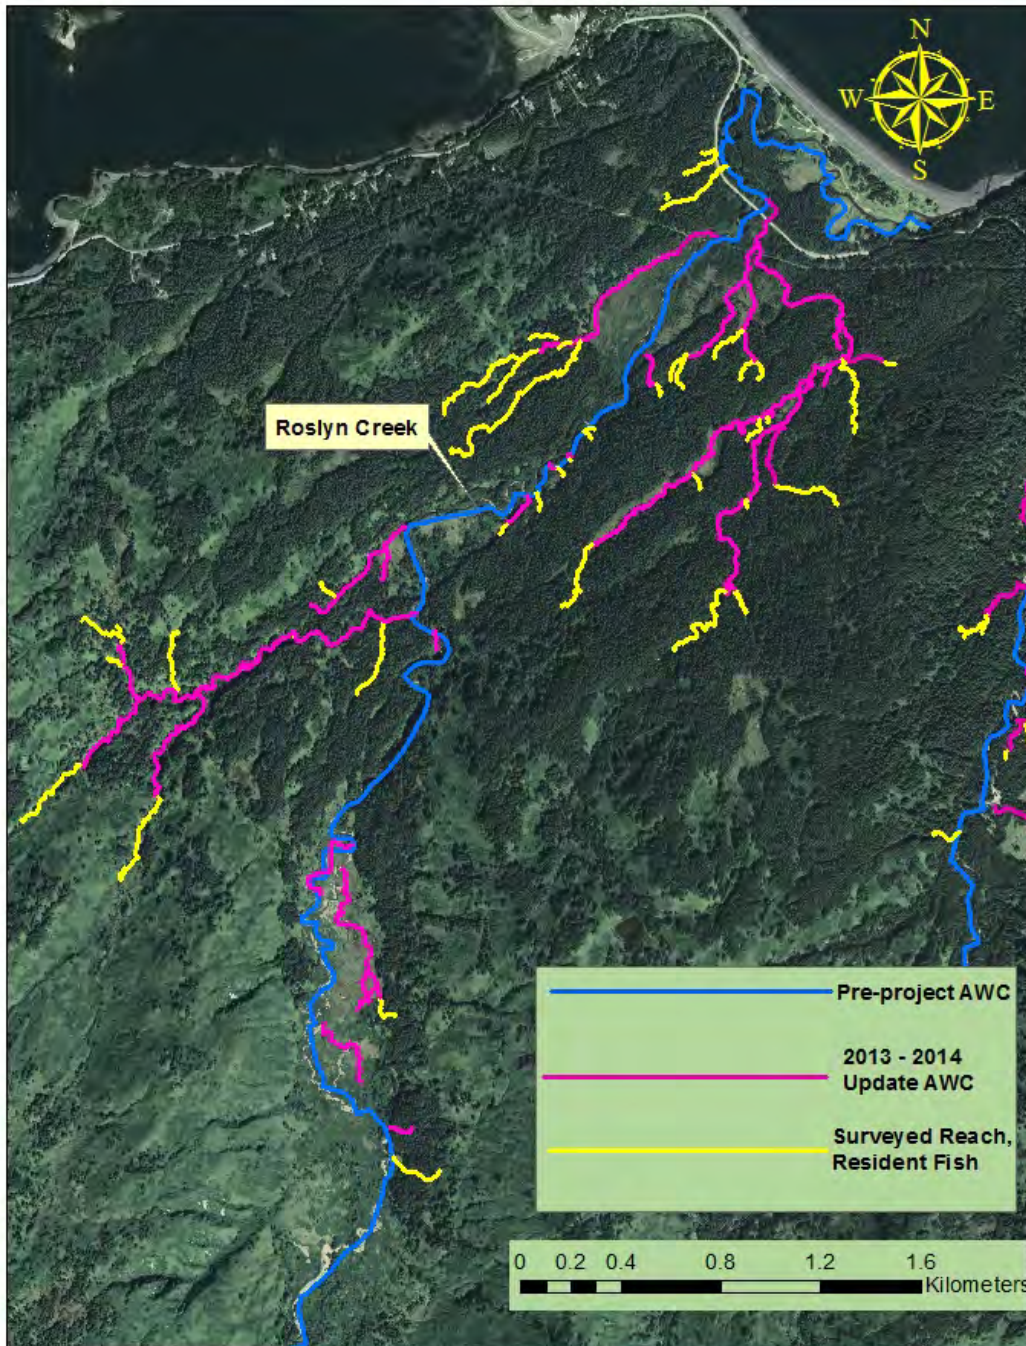 N
W E
S
Roslyn Creek
Pre-project AWC
2013 - 2014
Update AWC
Surveyed Reach,
Resident Fish
0 0.2 0.4 0.8 1.2 1.6
Kilometers